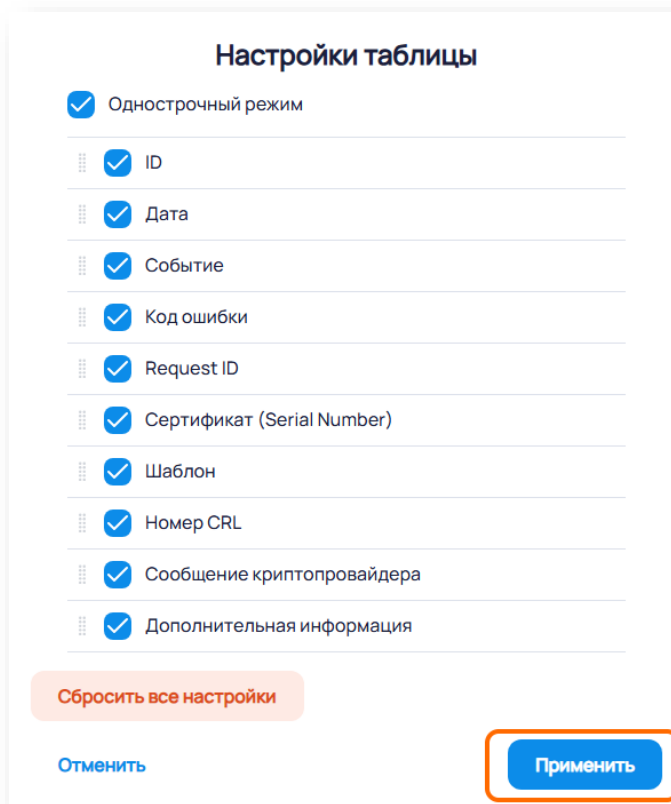 Настройки таблицы
Однострочный режим
ID
Дата
Событие
Код ошибки
Request ID
Сертификат (Serial Number)
Шаблон
Номер CRL
Сообщение криптопровайдера
Дополнительная информация
Сбросить все настройки
Отменить
Применить